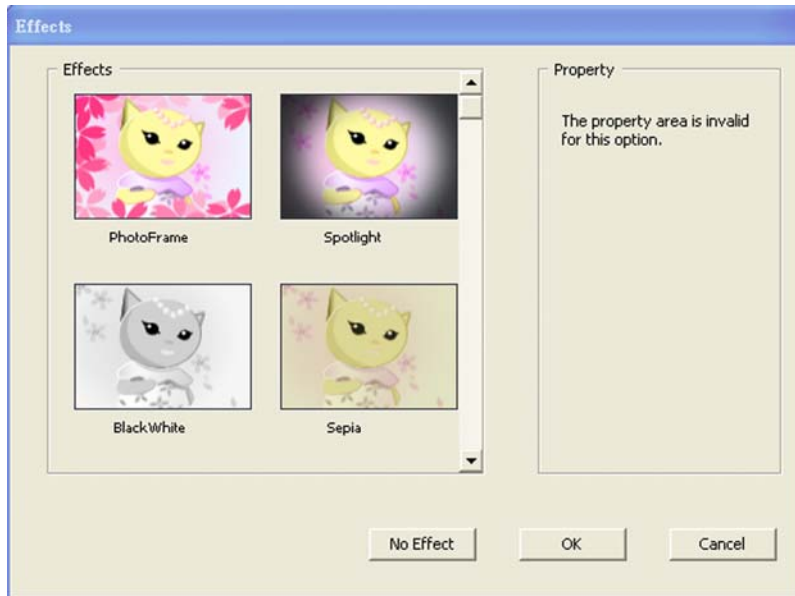 Effects
Effects
PhotoFrame
Spotlight
BlackWhite
Sepia
Property
The property area is invalid
for this option.
No Effect
OK
Cancel